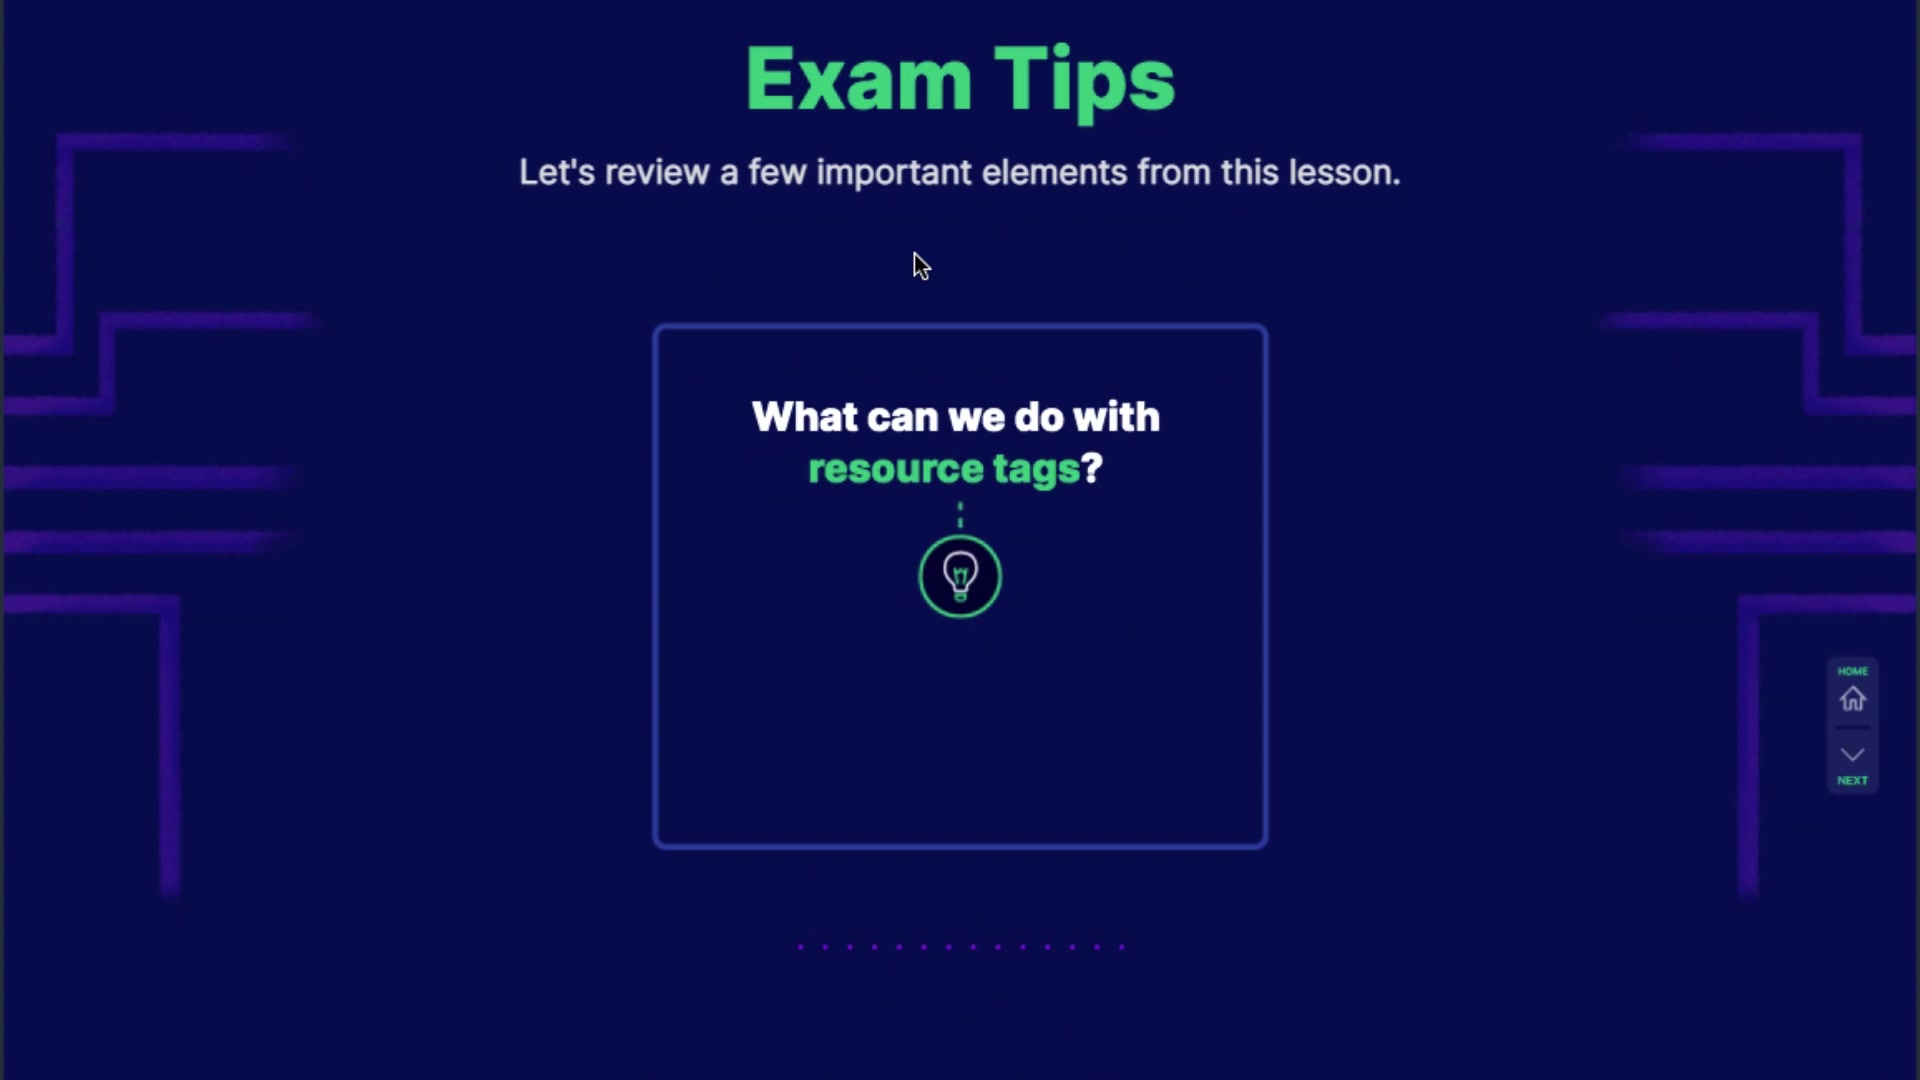 Exam Tips
Let's review a few important elements from this lesson.
What can we do with
resource tags?
HOME
NEXT